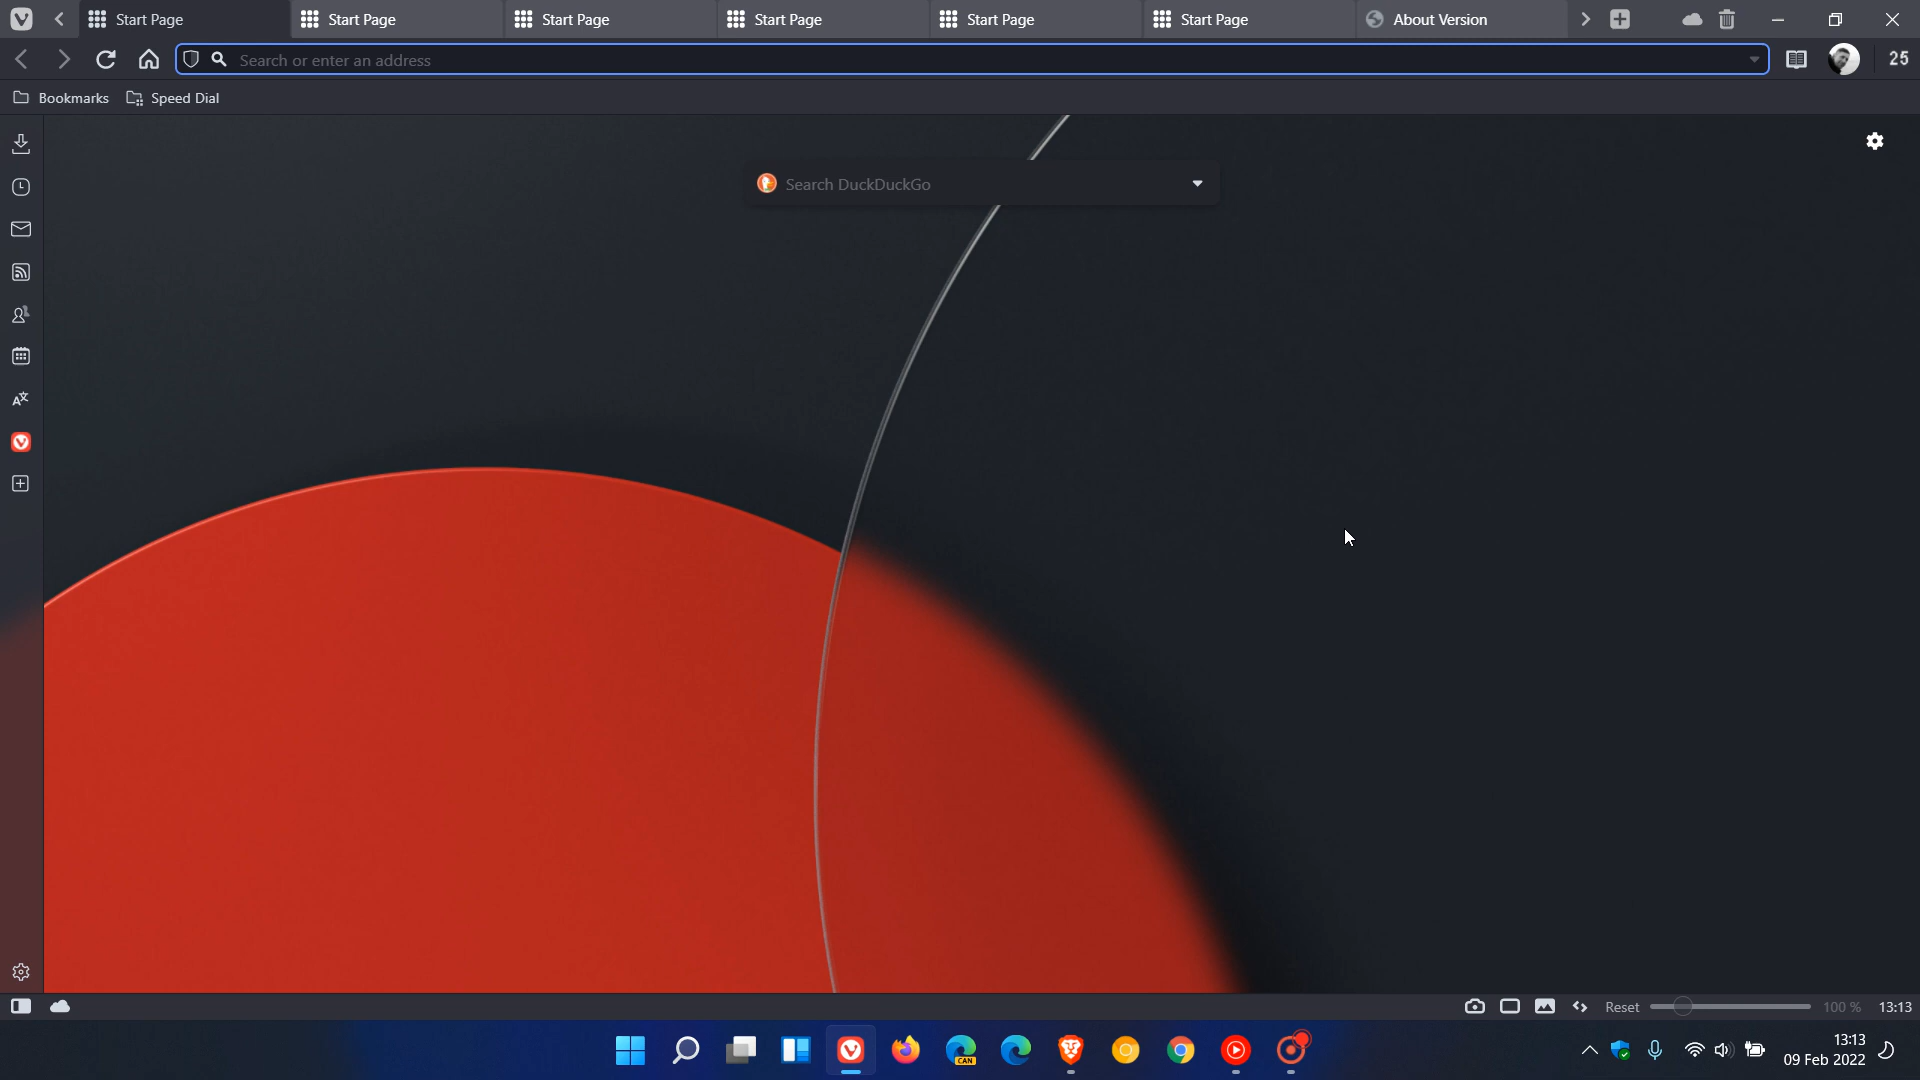 Start Page
Start Page
Start Page
Start Page
Start Page
Start Page
About Version
Search or enter an address
25
Bookmarks
Speed Dial
Search DuckDuckGo
Reset
100 %
13:13
CAN
13:13
09 Feb 2022